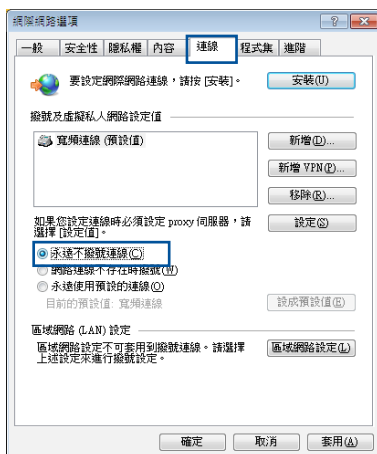 網際網路選項
一般 安全性 隱私權 內容 連線 程式集 進階
要設定網際網路連線，請按 [安裝]。 安裝(U)
撥號及虛擬私人網路設定值
寬頻連線 (預設值) 新增(D)...
新增 VPN(P)...
移除(R)...
如果您設定連線時必須設定 proxy 伺服器，請 設定(S)
選擇 [設定值]。
永遠不撥號連線(C)
網路連線不存在時撥號(W)
永遠使用預設的連線(O)
目前的預設值: 寬頻連線 設成預設值(E)
區域網路 (LAN) 設定
區域網路設定不可套用到撥號連線。請選擇 區域網路設定(L)
上述設定來進行撥號設定。
確定 取消 套用(A)